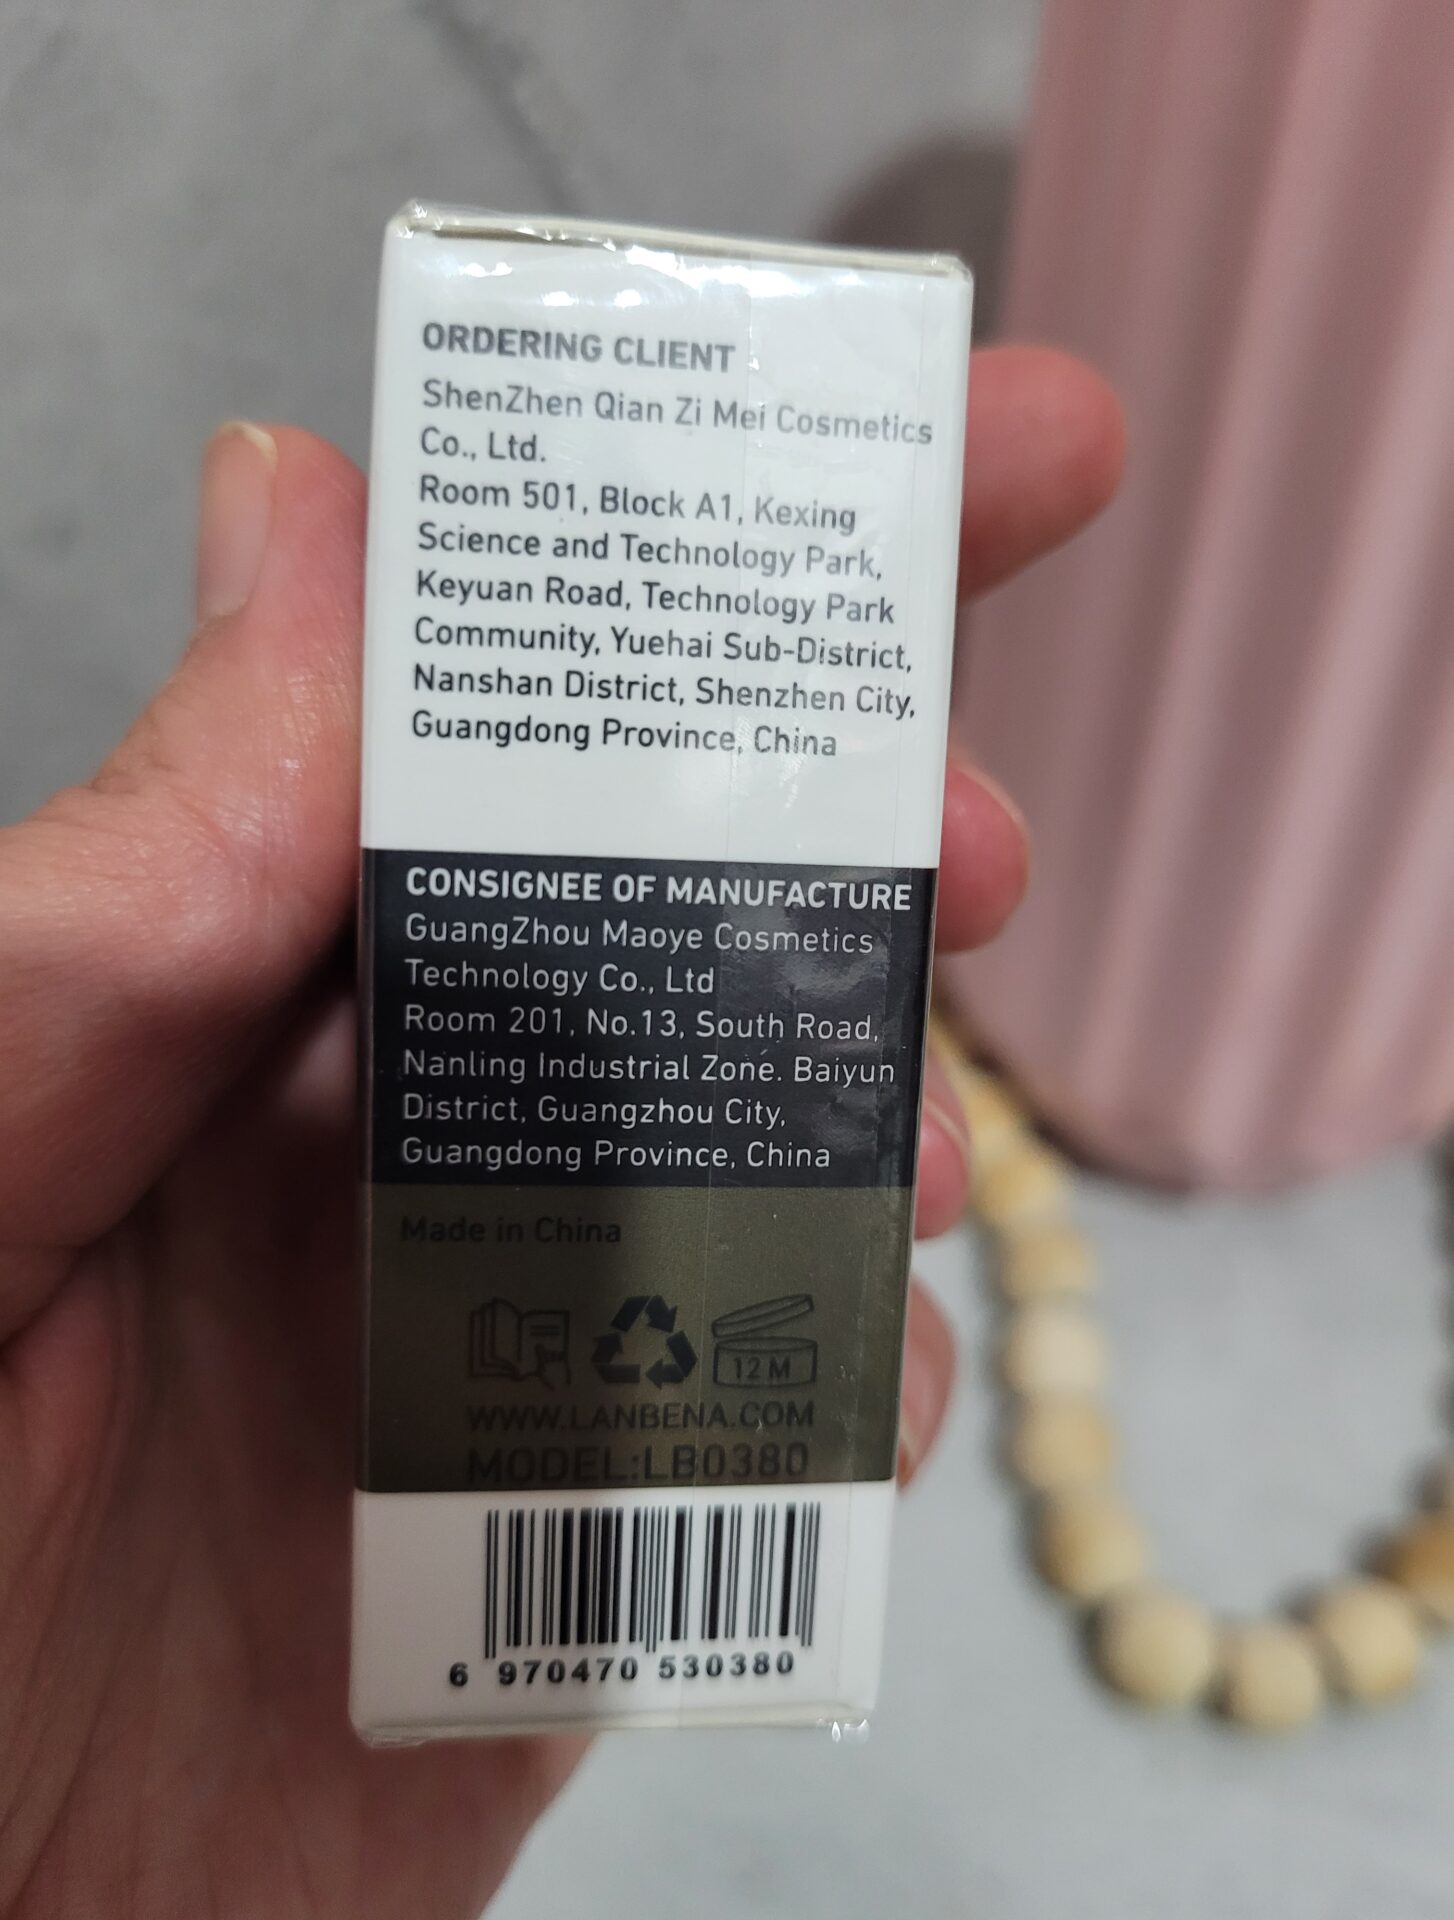 ORDERING CLIENT
ShenZhen Qian Zi Mei Cosmetics
Co., Ltd.
Room 501, Block A1, Kexing
Science and Technology Park,
Keyuan Road, Technology Park
Community, Yuehai Sub-District,
Nanshan District, Shenzhen City,
Guangdong Province, China
CONSIGNEE OF MANUFACTURE
GuangZhou Maoye Cosmetics
Technology Co., Ltd
Room 201, No.13, South Road,
Nanling Industrial Zone. Baiyun
District, Guangzhou City,
Guangdong Province, China
Made in China
12 M
WWW.LANBENA.COM
MODEL:LB0380
6 970470 530380